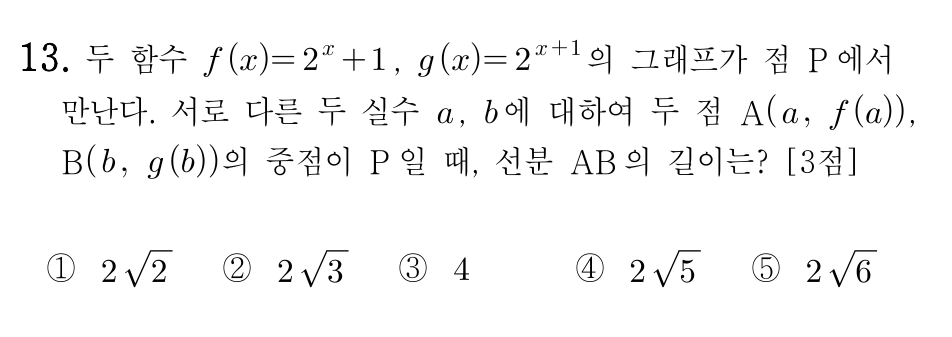 13. 두 함수 f(x)=2^x+1, g(x)=2^{x+1}의 그래프가 점 P에서
만난다. 서로 다른 두 실수 a, b에 대하여 두 점 A(a, f(a)),
B(b, g(b))의 중점이 P일 때, 선분 AB의 길이는? [3점]
① 2√2 ② 2√3 ③ 4 ④ 2√5 ⑤ 2√6